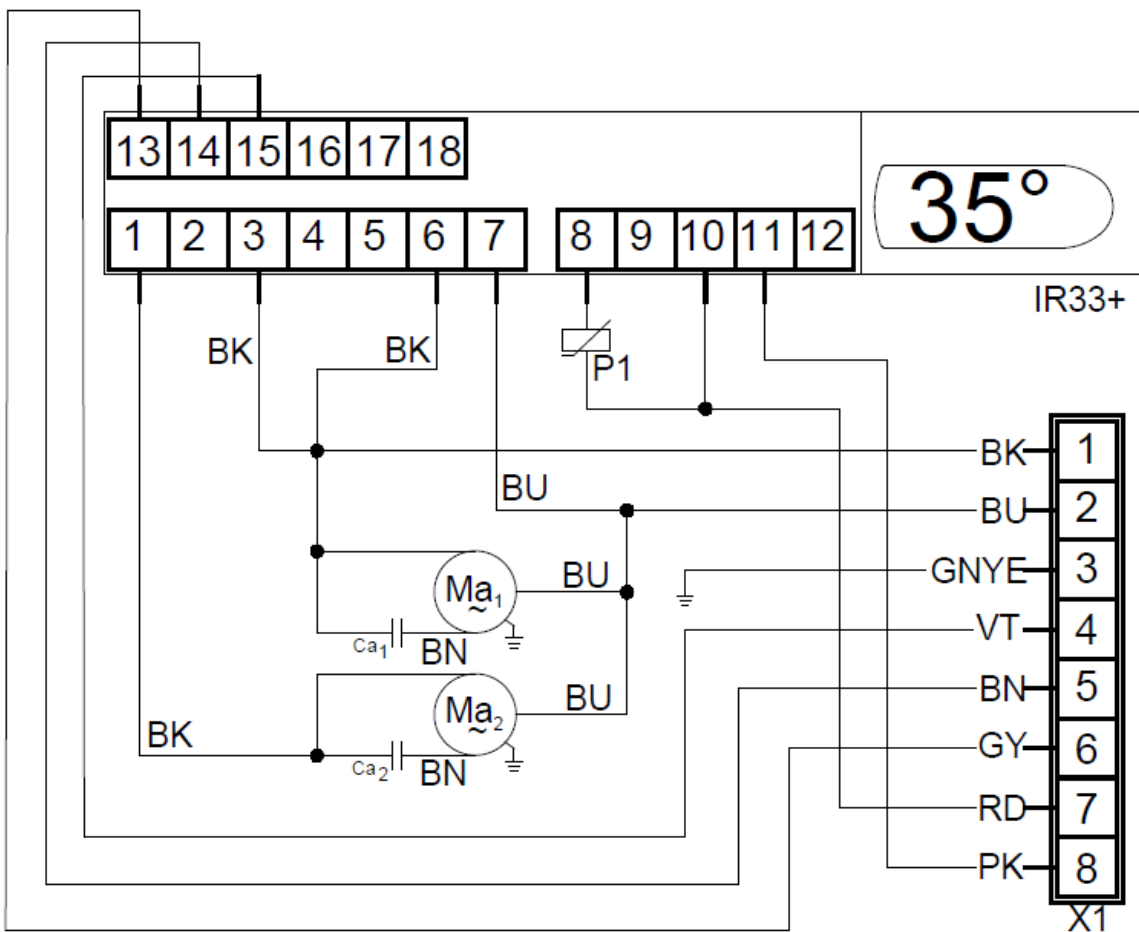 13 14 15 16 17 18
1 2 3 4 5 6 7 8 9 10 11 12
35°
IR33+
BK BK P1
BK 1
BU BU 2
GNYE 3
Ma1 ~ BU
Ca1 BN
VT 4
BN 5
Ma2 ~ BU
BK Ca2 BN
GY 6
RD 7
PK 8
X1